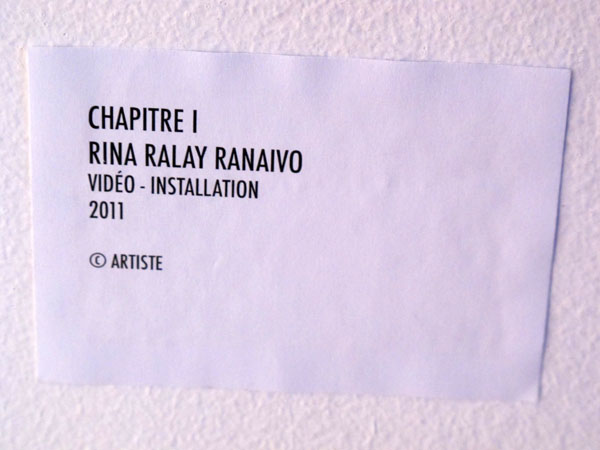 CHAPITRE I
RINA RALAY RANAIVO
VIDÉO - INSTALLATION
2011
© ARTISTE